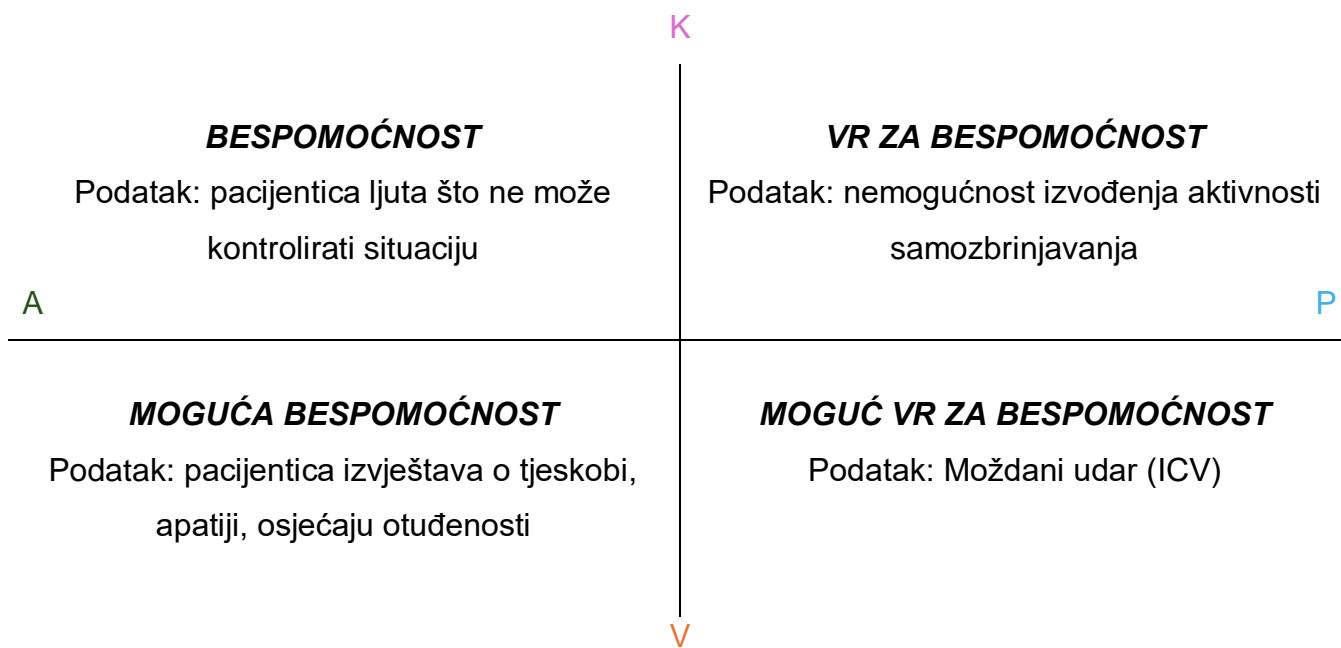 K
BESPOMOĆNOST
Podatak: pacijentica ljuta što ne može
kontrolirati situaciju
VR ZA BESPOMOĆNOST
Podatak: nemogućnost izvođenja aktivnosti
samozbrinjavanja
A
P
MOGUĆA BESPOMOĆNOST
Podatak: pacijentica izvještava o tjeskobi,
apatiji, osjećaju otuđenosti
MOGUĆ VR ZA BESPOMOĆNOST
Podatak: Moždani udar (ICV)
V